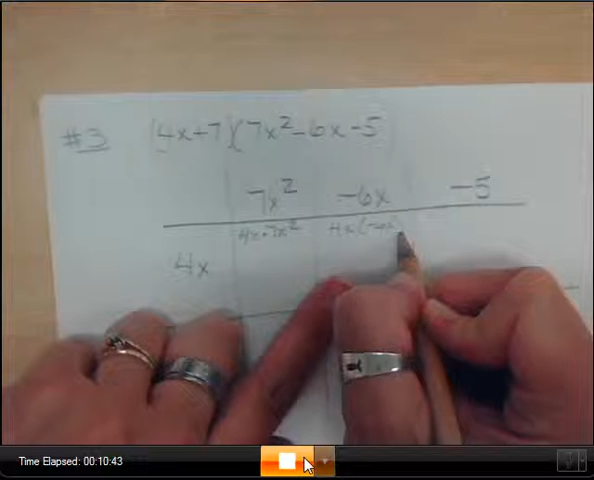 #3 (4x+7)(7x²-6x-5)
7x² -6x -5
4x·7x² 4x(-6x)
4x
Time Elapsed: 00:10:43